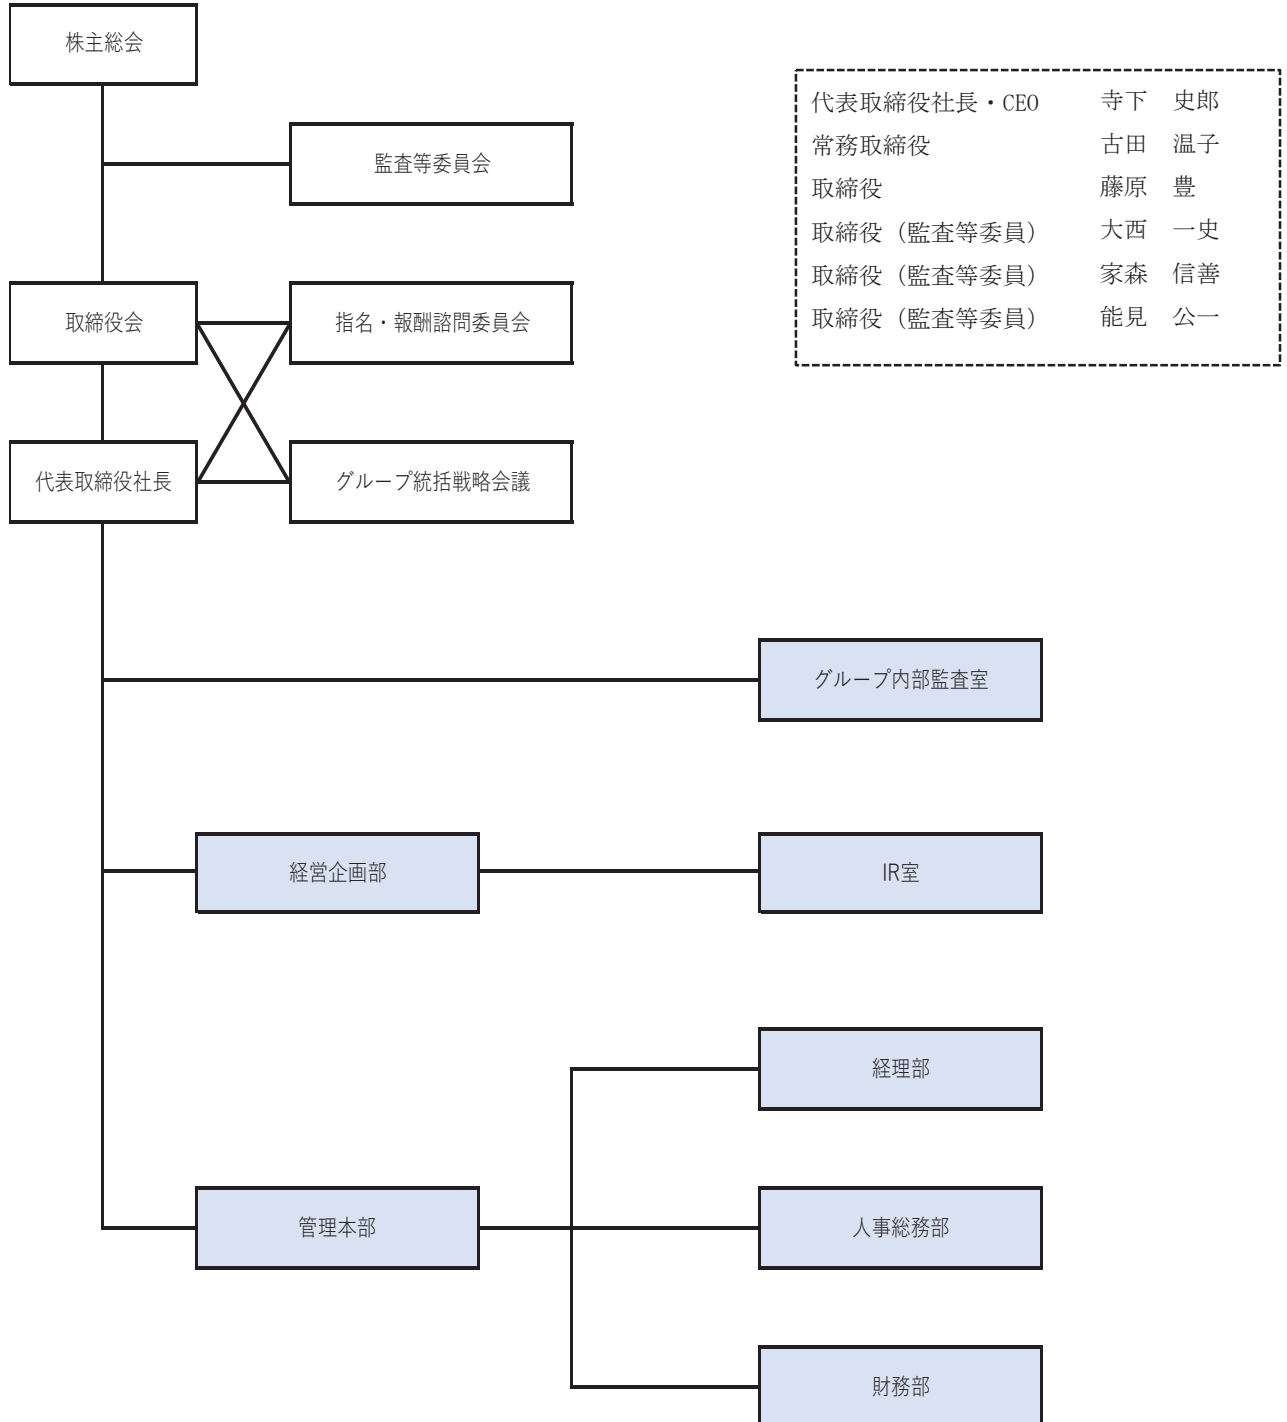 株主総会
監査等委員会
取締役会
指名・報酬諮問委員会
代表取締役社長
グループ統括戦略会議
代表取締役社長・CEO 寺下 史郎
常務取締役 古田 温子
取締役 藤原 豊
取締役（監査等委員） 大西 一史
取締役（監査等委員） 家森 信善
取締役（監査等委員） 能見 公一
グループ内部監査室
経営企画部
IR室
経理部
管理本部
人事総務部
財務部